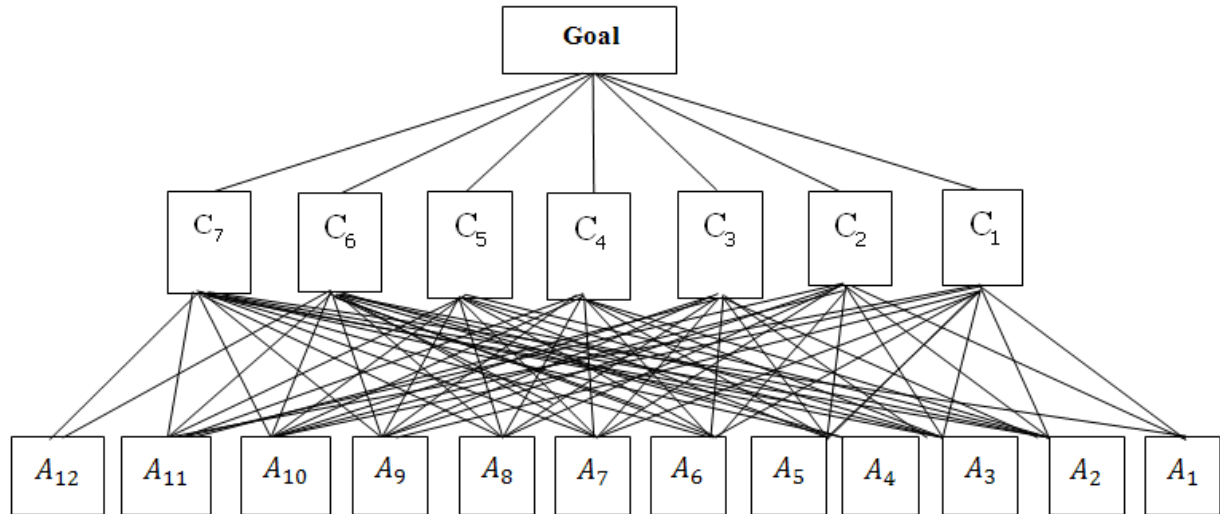 Goal
C₇ C₆ C₅ C₄ C₃ C₂ C₁
A₁₂ A₁₁ A₁₀ A₉ A₈ A₇ A₆ A₅ A₄ A₃ A₂ A₁